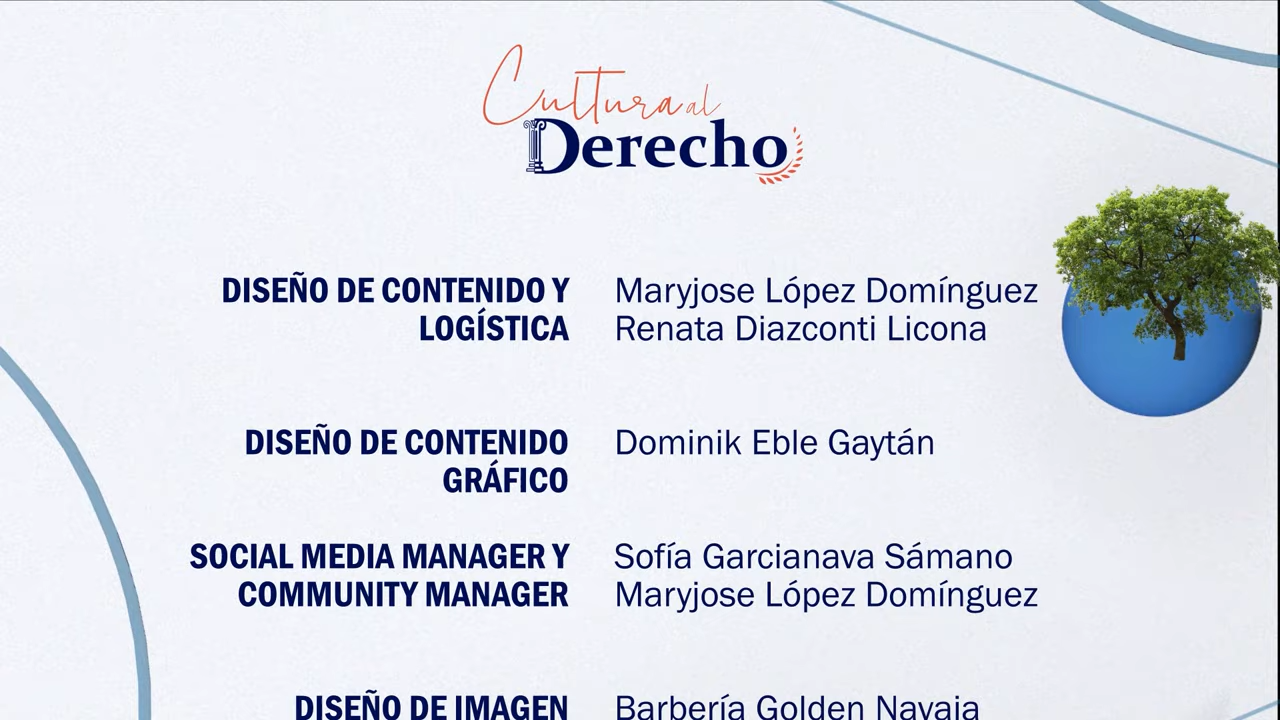 Cultura al
Derecho
DISEÑO DE CONTENIDO Y
LOGÍSTICA
Maryjose López Domínguez
Renata Diazconti Licona
DISEÑO DE CONTENIDO
GRÁFICO
Dominik Eble Gaytán
SOCIAL MEDIA MANAGER Y
COMMUNITY MANAGER
Sofía Garcianava Sámano
Maryjose López Domínguez
DISEÑO DE IMAGEN
Barbería Golden Navaja